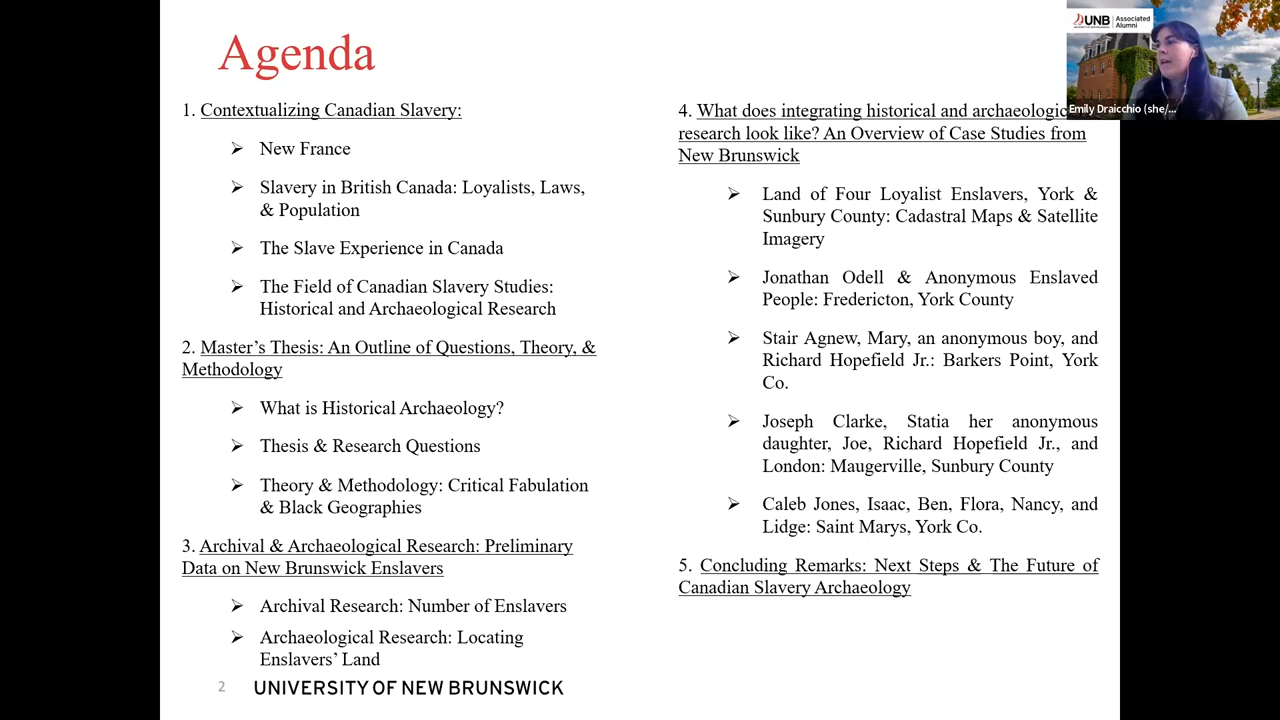 Agenda
1. Contextualizing Canadian Slavery:
➢ New France
➢ Slavery in British Canada: Loyalists, Laws,
& Population
➢ The Slave Experience in Canada
➢ The Field of Canadian Slavery Studies:
Historical and Archaeological Research
2. Master's Thesis: An Outline of Questions, Theory, &
Methodology
➢ What is Historical Archaeology?
➢ Thesis & Research Questions
➢ Theory & Methodology: Critical Fabulation
& Black Geographies
3. Archival & Archaeological Research: Preliminary
Data on New Brunswick Enslavers
➢ Archival Research: Number of Enslavers
➢ Archaeological Research: Locating
Enslavers' Land
2 UNIVERSITY OF NEW BRUNSWICK
4. What does integrating historical and archaeologic
research look like? An Overview of Case Studies from
New Brunswick
➢ Land of Four Loyalist Enslavers, York &
Sunbury County: Cadastral Maps & Satellite
Imagery
➢ Jonathan Odell & Anonymous Enslaved
People: Fredericton, York County
➢ Stair Agnew, Mary, an anonymous boy, and
Richard Hopefield Jr.: Barkers Point, York
Co.
➢ Joseph Clarke, Statia her anonymous
daughter, Joe, Richard Hopefield Jr., and
London: Maugerville, Sunbury County
➢ Caleb Jones, Isaac, Ben, Flora, Nancy, and
Lidge: Saint Marys, York Co.
5. Concluding Remarks: Next Steps & The Future of
Canadian Slavery Archaeology
UNB Associated
Alumni
Emily Draicchio (she/...